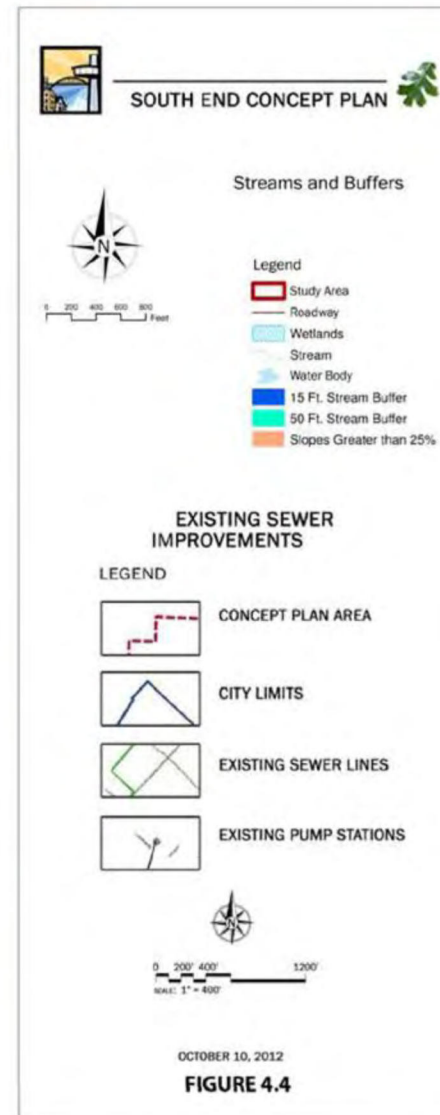 SOUTH END CONCEPT PLAN
Streams and Buffers
N
0 200 400 600 800
Feet
Legend
Study Area
Roadway
Wetlands
Stream
Water Body
15 Ft. Stream Buffer
50 Ft. Stream Buffer
Slopes Greater than 25%
EXISTING SEWER
IMPROVEMENTS
LEGEND
CONCEPT PLAN AREA
CITY LIMITS
EXISTING SEWER LINES
EXISTING PUMP STATIONS
N
0 200' 400' 1200'
SCALE: 1" = 400'
OCTOBER 10, 2012
FIGURE 4.4